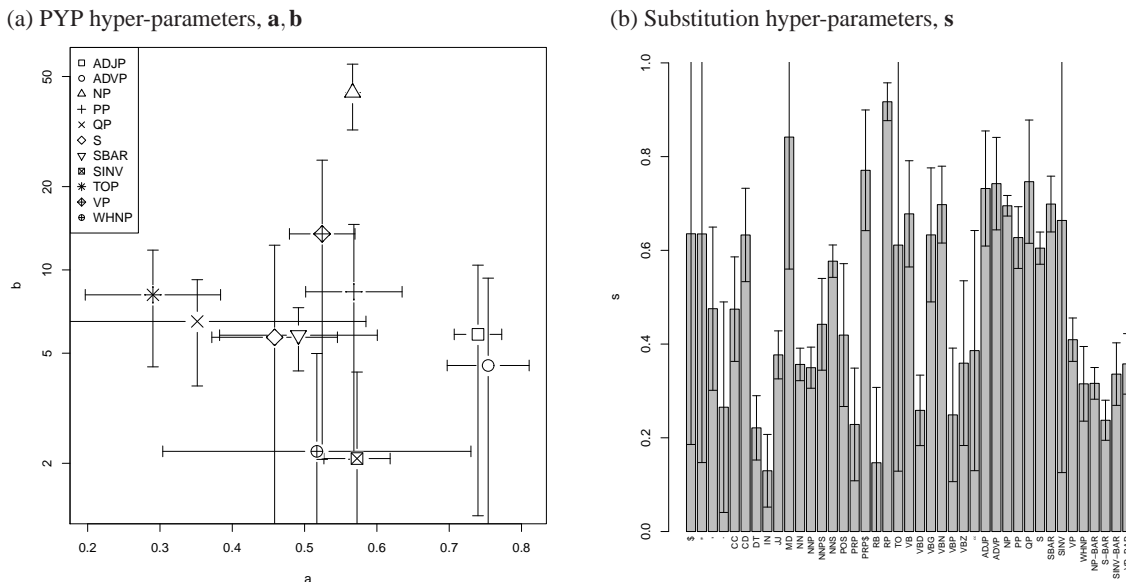 (a) PYP hyper-parameters, a, b
(b) Substitution hyper-parameters, s
ADJP
ADVP
NP
PP
QP
S
SBAR
SINV
TOP
VP
WHNP
50
20
10
5
2
b
0.2 0.3 0.4 0.5 0.6 0.7 0.8
a
1.0
0.8
0.6
0.4
0.2
0.0
s
$
CC
CD
DT
IN
JJ
MD
NN
NNP
NNPS
NNS
POS
PRP
PRP$
RB
RP
TO
VB
VBD
VBG
VBN
VBP
VBZ
ADJP
ADVP
NP
PP
QP
S
SBAR
SINV
VP
WHNP
NP−BAR
S−BAR
SINV−BAR